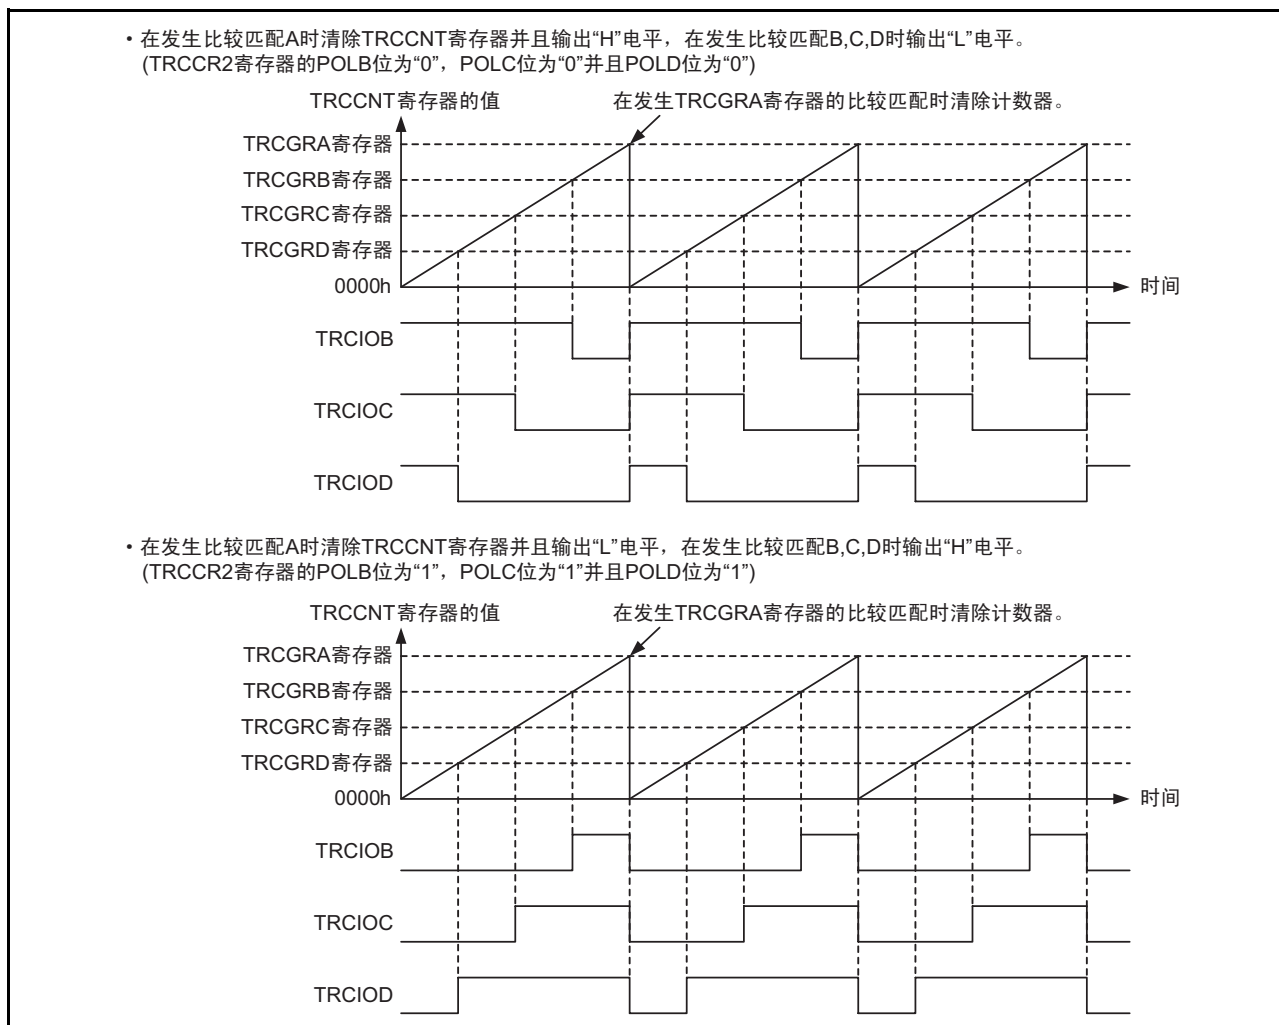 ・在发生比较匹配A时清除TRCCNT寄存器并且输出“H”电平，在发生比较匹配B,C,D时输出“L”电平。
(TRCCR2寄存器的POLB位为“0”，POLC位为“0”并且POLD位为“0”)
TRCCNT寄存器的值
在发生TRCGRA寄存器的比较匹配时清除计数器。
TRCGRA寄存器
TRCGRB寄存器
TRCGRC寄存器
TRCGRD寄存器
0000h
时间
TRCIOB
TRCIOC
TRCIOD
・在发生比较匹配A时清除TRCCNT寄存器并且输出“L”电平，在发生比较匹配B,C,D时输出“H”电平。
(TRCCR2寄存器的POLB位为“1”，POLC位为“1”并且POLD位为“1”)
TRCCNT寄存器的值
在发生TRCGRA寄存器的比较匹配时清除计数器。
TRCGRA寄存器
TRCGRB寄存器
TRCGRC寄存器
TRCGRD寄存器
0000h
时间
TRCIOB
TRCIOC
TRCIOD